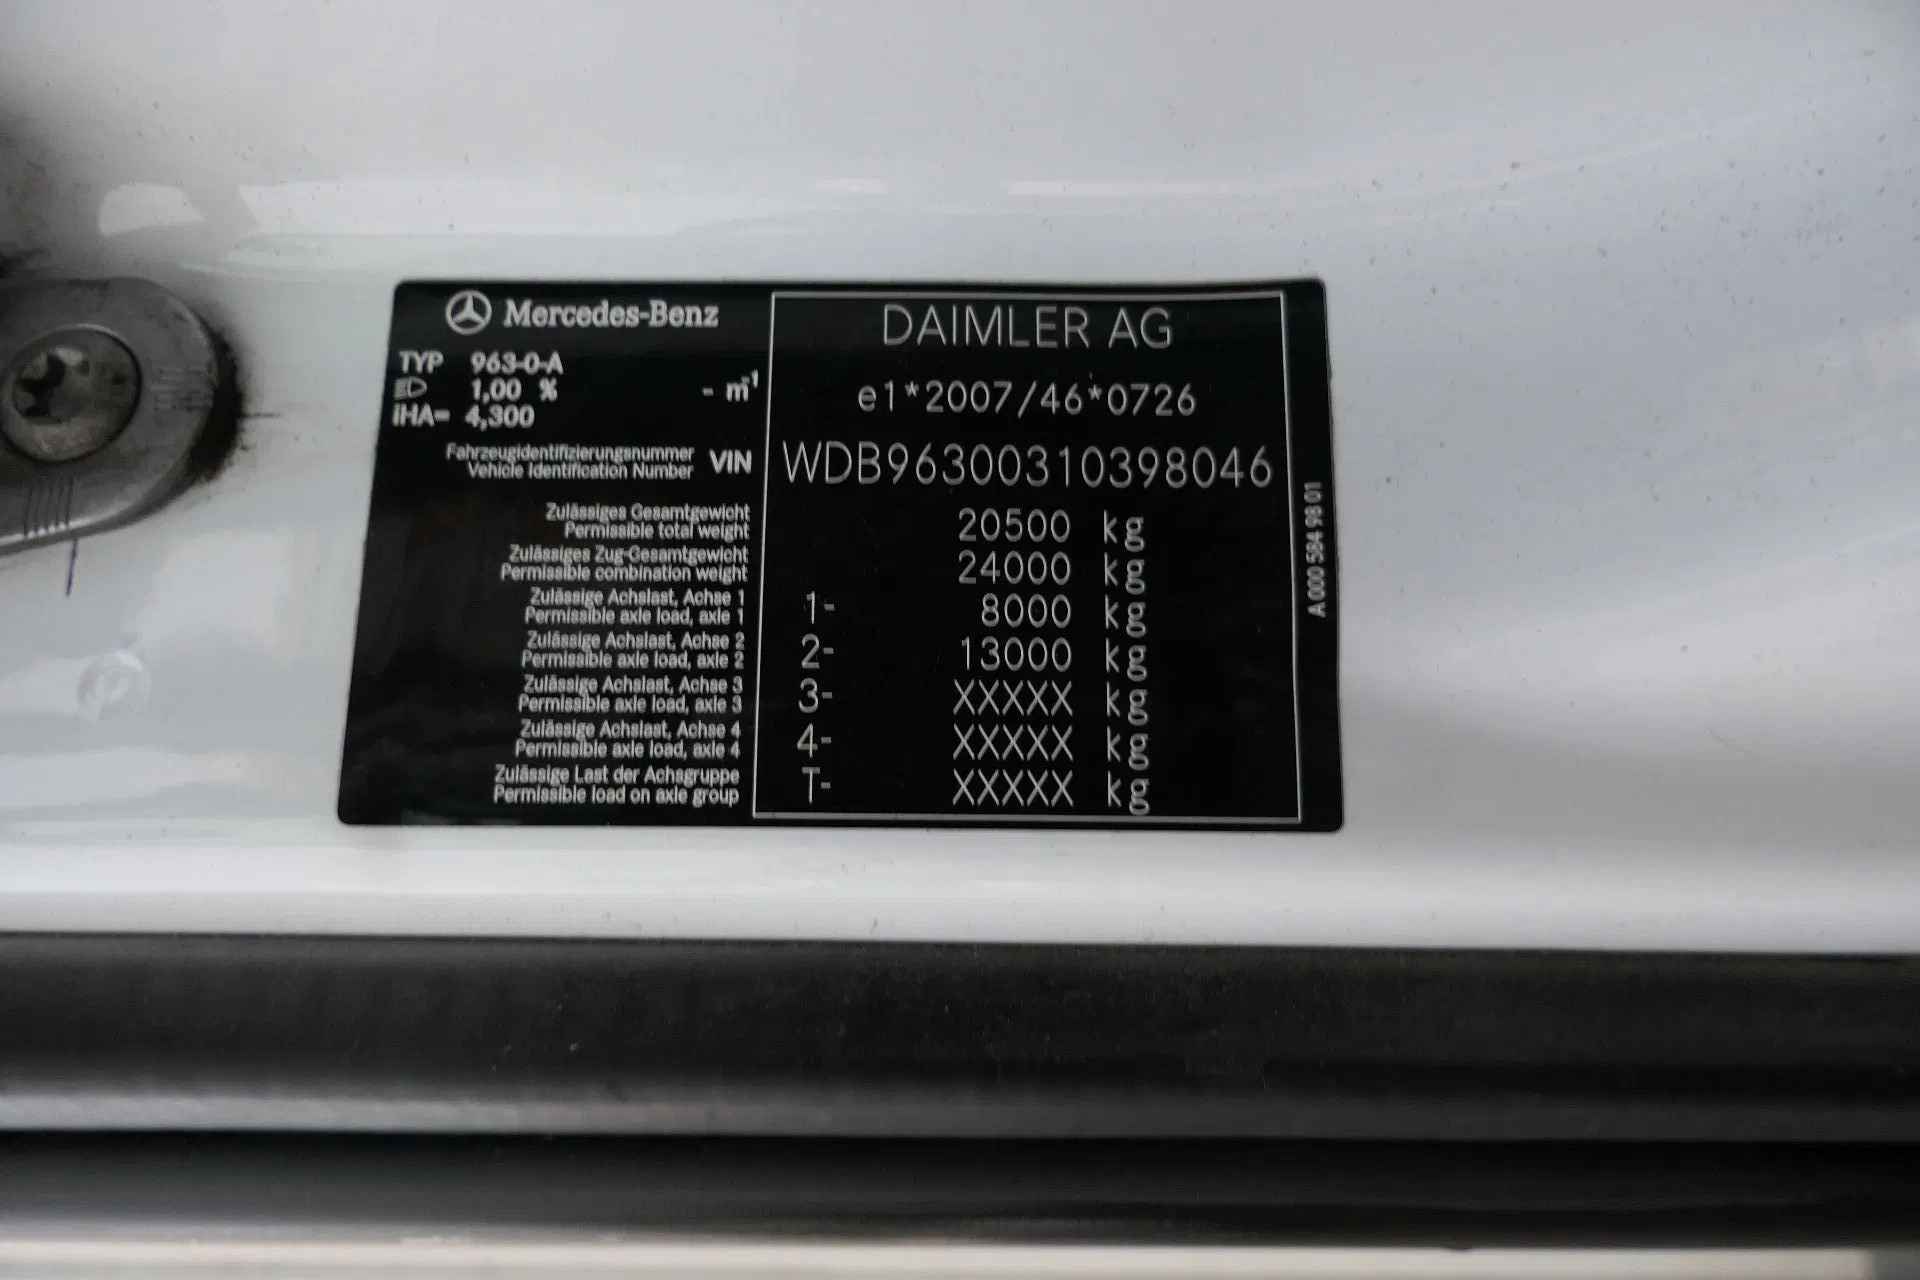 Mercedes-Benz
TYP 963-0-A
1,00 % - m-1
iHA= 4,300
Fahrzeugidentifizierungsnummer
Vehicle Identification Number VIN
DAIMLER AG
e1*2007/46*0726
WDB96300310398046
Zulässiges Gesamtgewicht
Permissible total weight 20500 kg
Zulässiges Zug-Gesamtgewicht
Permissible combination weight 24000 kg
Zulässige Achslast, Achse 1
Permissible axle load, axle 1 1- 8000 kg
Zulässige Achslast, Achse 2
Permissible axle load, axle 2 2- 13000 kg
Zulässige Achslast, Achse 3
Permissible axle load, axle 3 3- XXXXX kg
Zulässige Achslast, Achse 4
Permissible axle load, axle 4 4- XXXXX kg
Zulässige Last der Achsgruppe
Permissible load on axle group T- XXXXX kg
A 000 584 98 01